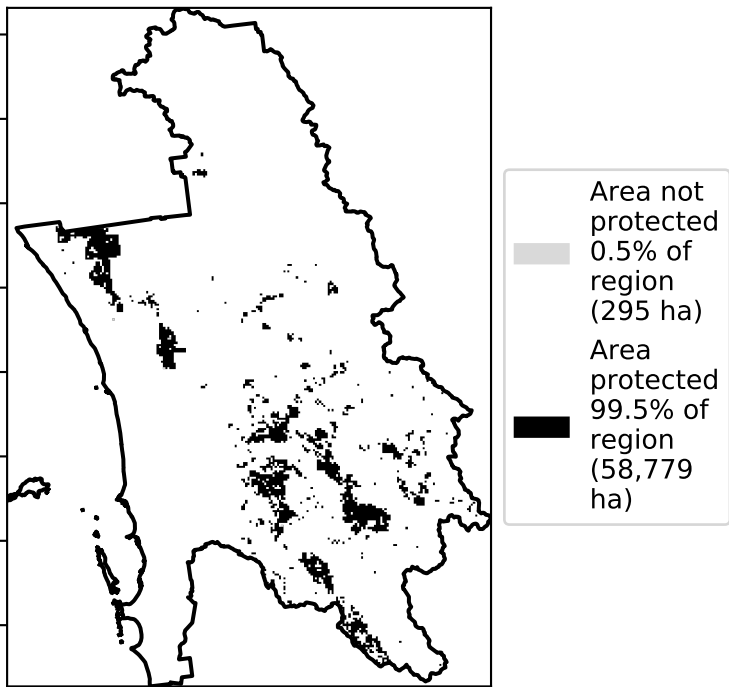 Area not
protected
0.5% of
region
(295 ha)
Area
protected
99.5% of
region
(58,779
ha)